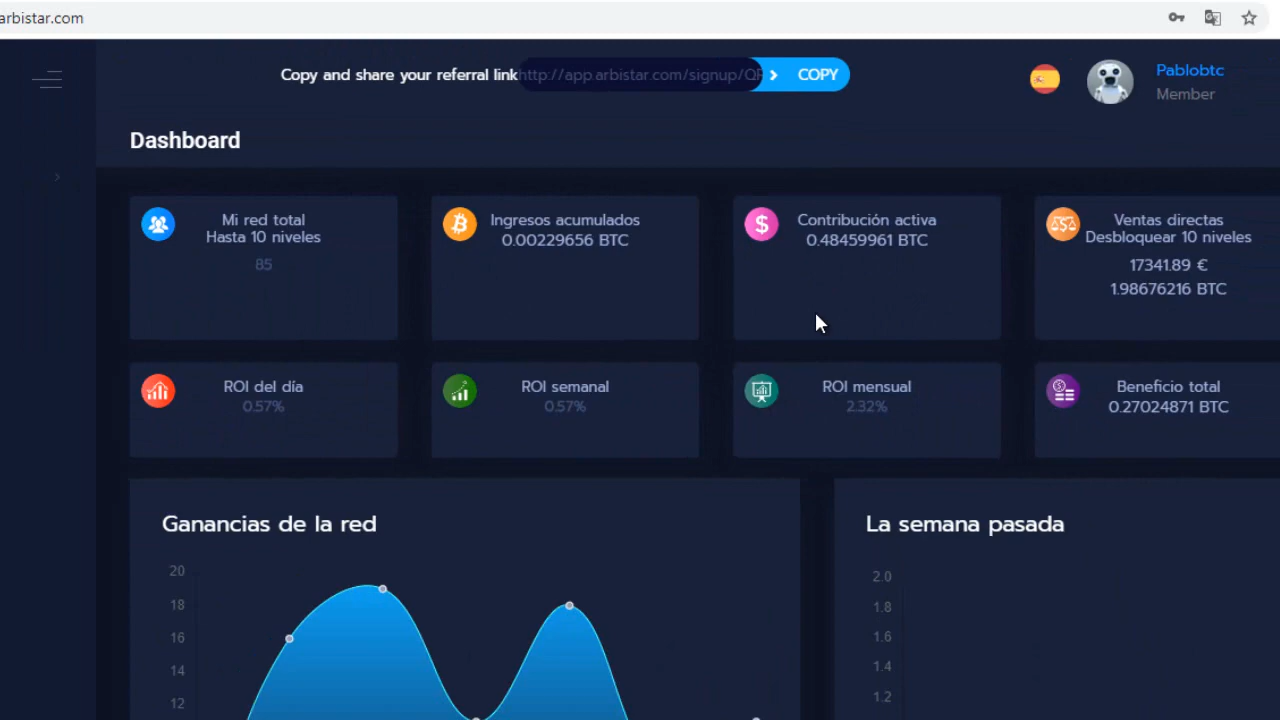 arbistar.com
Copy and share your referral link http://app.arbistar.com/signup/QR COPY
Pablobtc
Member
Dashboard
Mi red total
Hasta 10 niveles
85
Ingresos acumulados
0.00229656 BTC
Contribución activa
0.48459961 BTC
Ventas directas
Desbloquear 10 niveles
17341.89 €
1.98676216 BTC
ROI del día
0.57%
ROI semanal
0.57%
ROI mensual
2.32%
Beneficio total
0.27024871 BTC
Ganancias de la red
20
18
16
14
12
La semana pasada
2.0
1.8
1.6
1.4
1.2